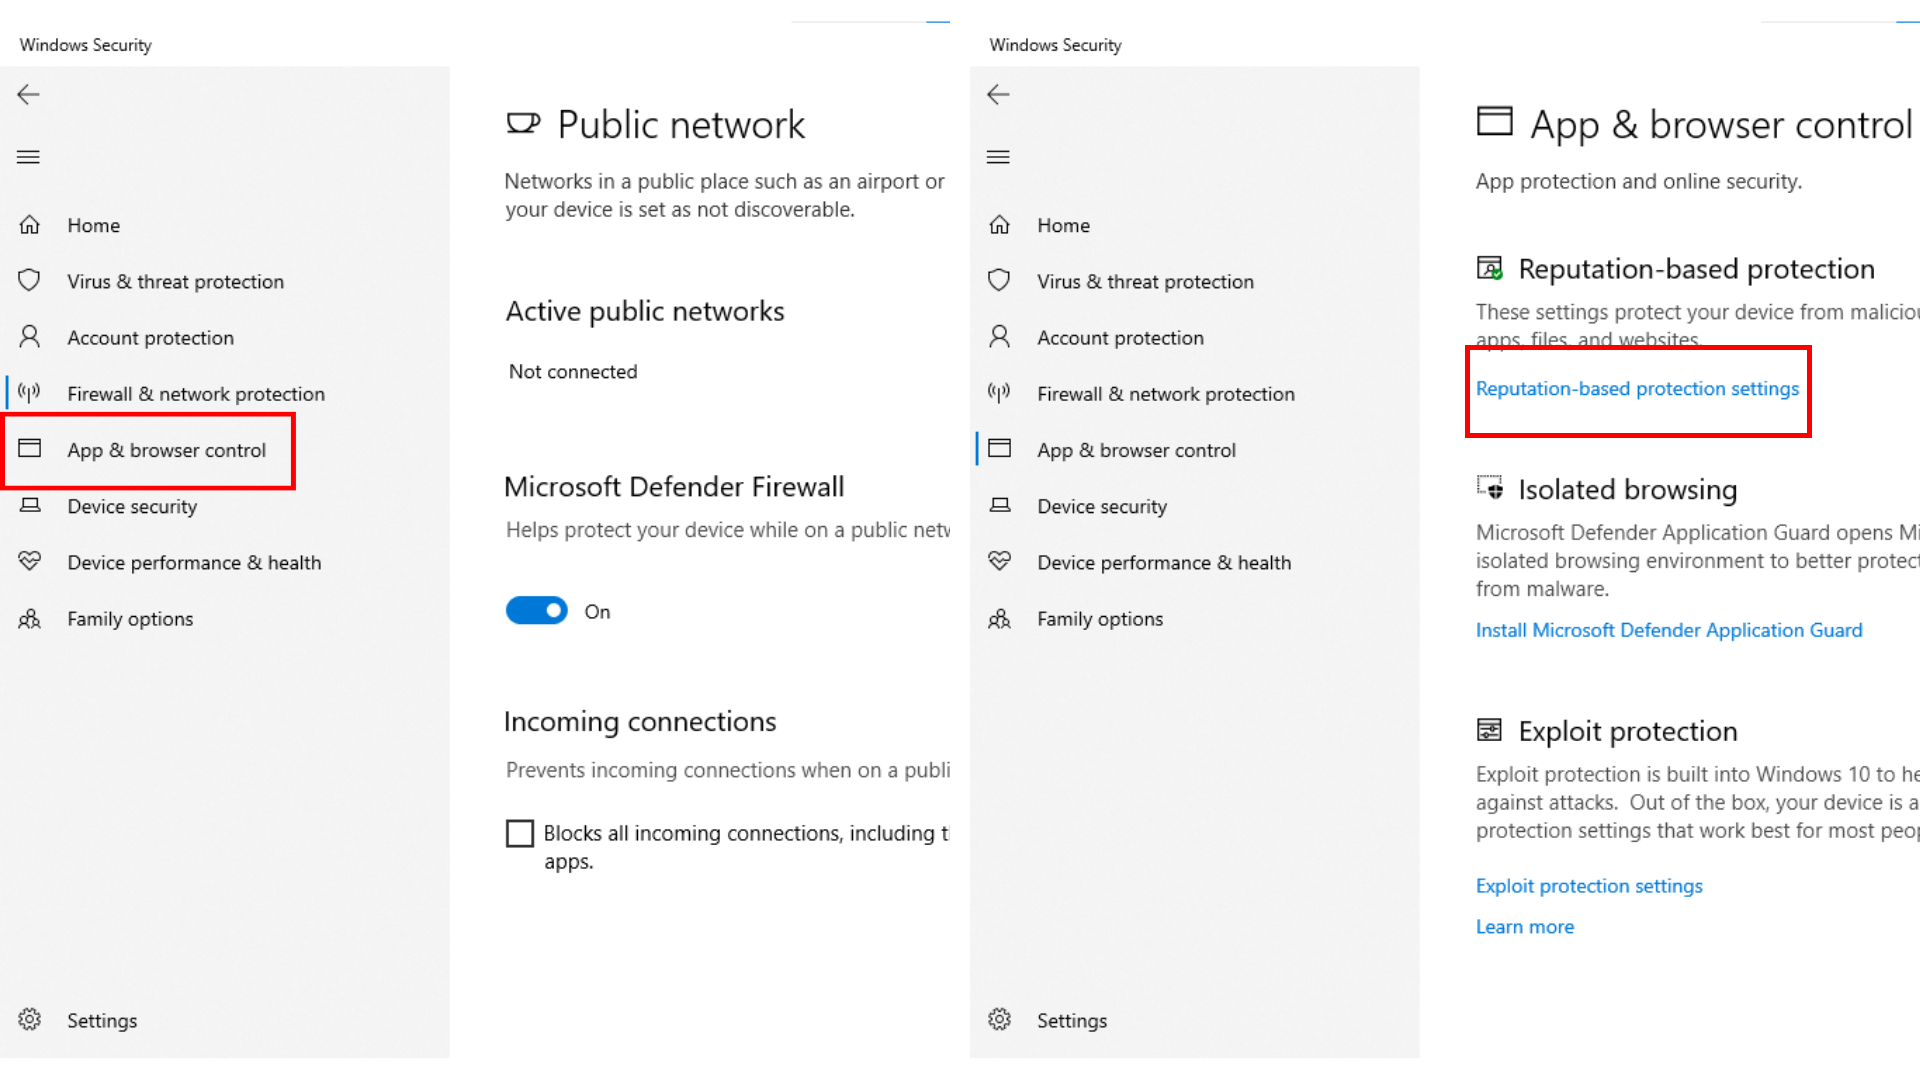 Windows Security
Home
Virus & threat protection
Account protection
Firewall & network protection
App & browser control
Device security
Device performance & health
Family options
Settings
Public network
Networks in a public place such as an airport or
your device is set as not discoverable.
Active public networks
Not connected
Microsoft Defender Firewall
Helps protect your device while on a public
On
Incoming connections
Prevents incoming connections when on a
Blocks all incoming connections, including
apps.
Windows Security
Home
Virus & threat protection
Account protection
Firewall & network protection
App & browser control
Device security
Device performance & health
Family options
Settings
App & browser control
App protection and online security.
Reputation-based protection
These settings protect your device from
apps, files, and websites.
Reputation-based protection settings
Isolated browsing
Microsoft Defender Application Guard opens
isolated browsing environment to better protect
from malware.
Install Microsoft Defender Application Guard
Exploit protection
Exploit protection is built into Windows 10 to
against attacks. Out of the box, your device is
protection settings that work best for most
Exploit protection settings
Learn more